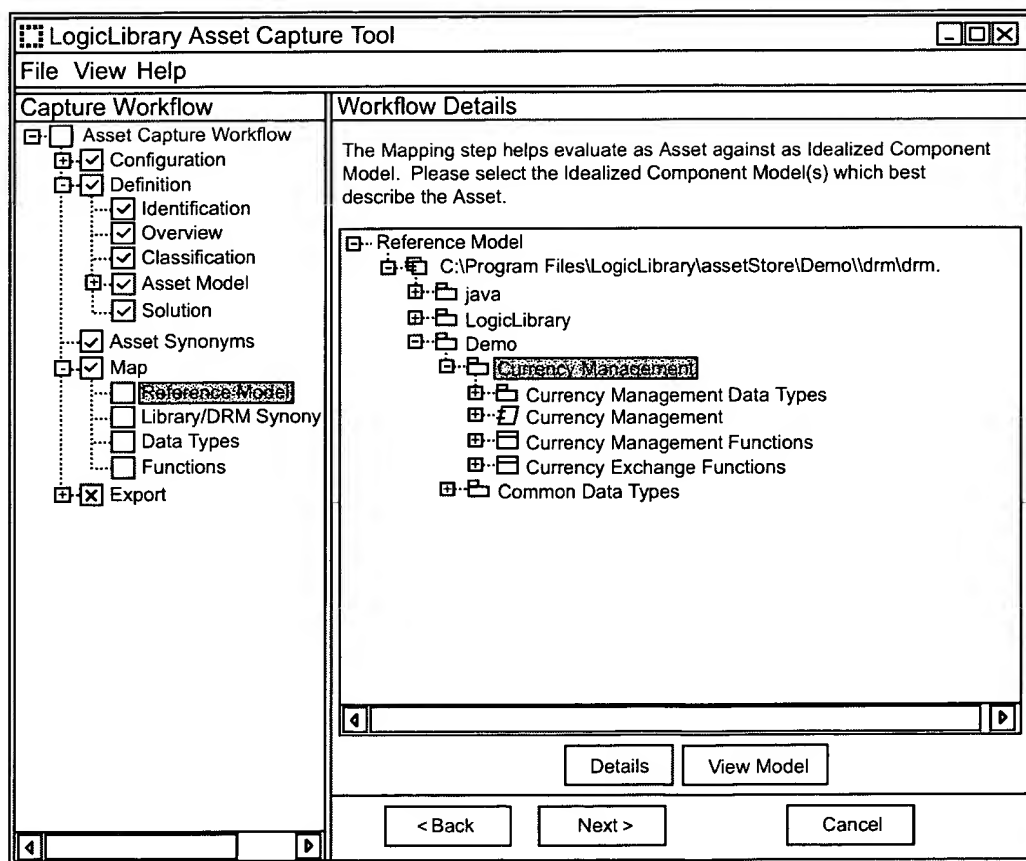 LogicLibrary Asset Capture Tool
File View Help
Capture Workflow
Asset Capture Workflow
Configuration
Definition
Identification
Overview
Classification
Asset Model
Solution
Asset Synonyms
Map
Reference Model
Library/DRM Synony
Data Types
Functions
Export
Workflow Details
The Mapping step helps evaluate as Asset against as Idealized Component
Model. Please select the Idealized Component Model(s) which best
describe the Asset.
Reference Model
C:\Program Files\LogicLibrary\assetStore\Demo\\drm\drm.
java
LogicLibrary
Demo
Currency Management
Currency Management Data Types
Currency Management
Currency Management Functions
Currency Exchange Functions
Common Data Types
Details
View Model
< Back
Next >
Cancel